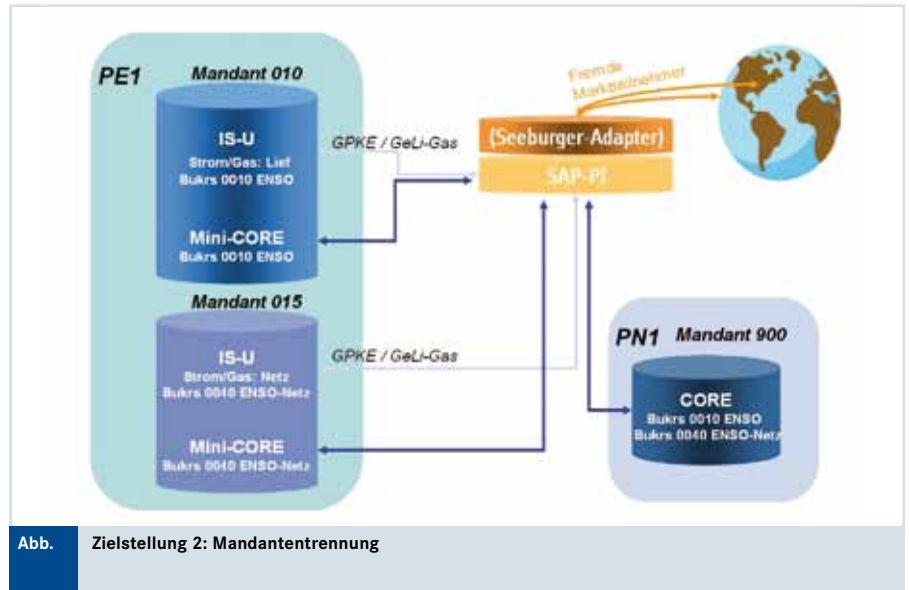 PE1
Mandant 010
IS-U
Strom/Gas: Lief
Bukrs 0010 ENSO
Mini-CORE
Bukrs 0010 ENSO
Mandant 015
IS-U
Strom/Gas: Netz
Bukrs 0040 ENSO-Netz
Mini-CORE
Bukrs 0040 ENSO-Netz
GPKE / GeLi-Gas
GPKE / GeLi-Gas
Fremde
Marktteilnehmer
(Seeburger-Adapter)
SAP-PI
PN1
Mandant 900
CORE
Bukrs 0010 ENSO
Bukrs 0040 ENSO-Netz
Abb. Zielstellung 2: Mandantentrennung